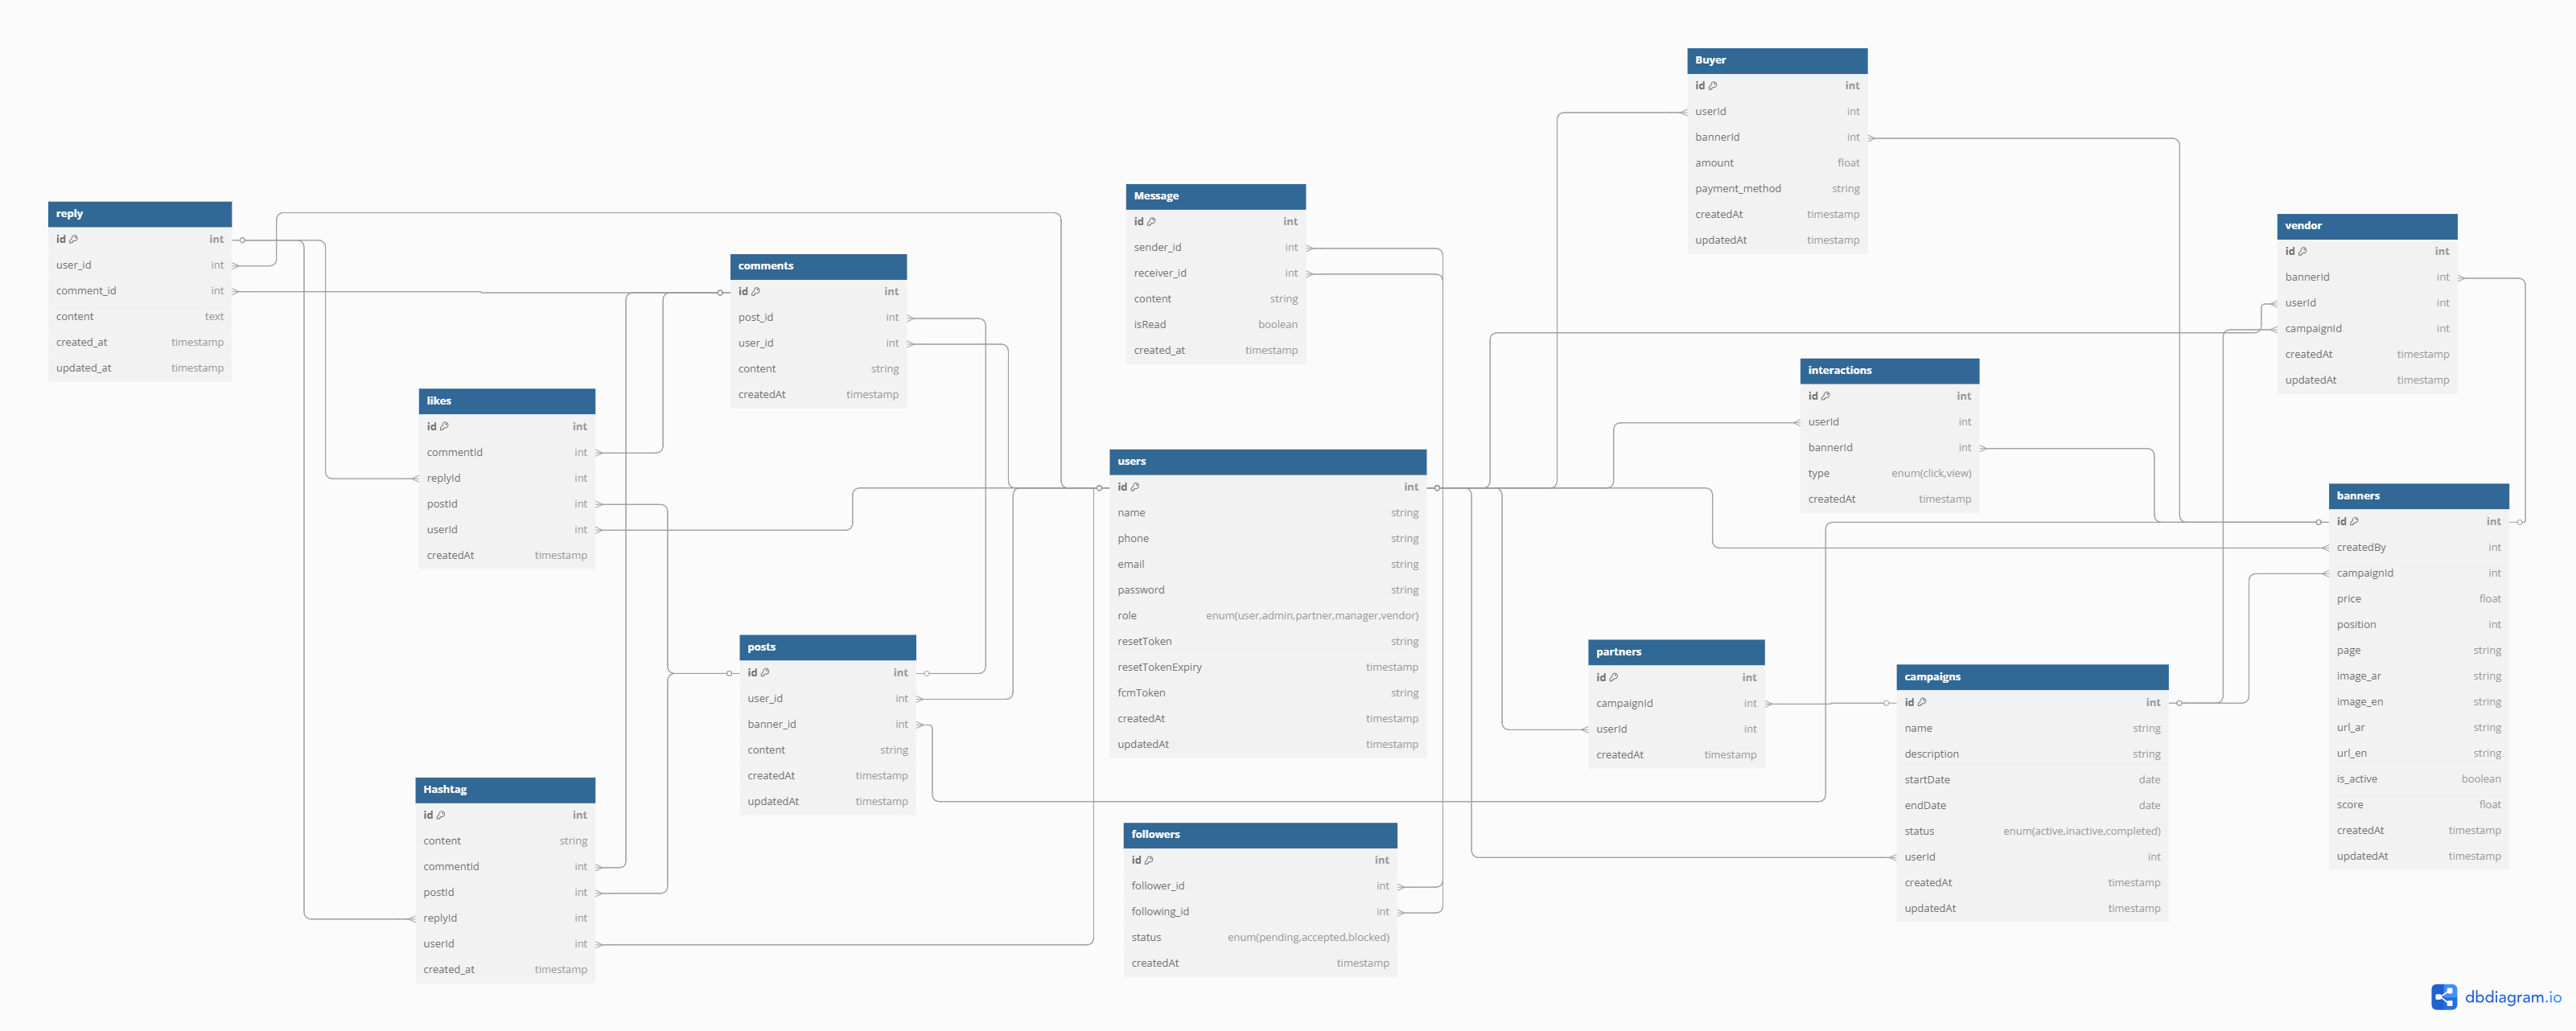 Buyer
id int
userId int
bannerId int
amount float
payment_method string
createdAt timestamp
updatedAt timestamp
Message
id int
sender_id int
receiver_id int
content string
isRead boolean
created_at timestamp
reply
id int
user_id int
comment_id int
content text
created_at timestamp
updated_at timestamp
vendor
id int
bannerId int
userId int
campaignId int
createdAt timestamp
updatedAt timestamp
comments
id int
post_id int
user_id int
content string
createdAt timestamp
interactions
id int
userId int
bannerId int
type enum(click,view)
createdAt timestamp
likes
id int
commentId int
replyId int
postId int
userId int
createdAt timestamp
users
id int
name string
phone string
email string
password string
role enum(user,admin,partner,manager,vendor)
resetToken string
resetTokenExpiry timestamp
fcmToken string
createdAt timestamp
updatedAt timestamp
banners
id int
createdBy int
campaignId int
price float
position int
page string
image_ar string
image_en string
url_ar string
url_en string
is_active boolean
score float
createdAt timestamp
updatedAt timestamp
posts
id int
user_id int
banner_id int
content string
createdAt timestamp
updatedAt timestamp
partners
id int
campaignId int
userId int
createdAt timestamp
campaigns
id int
name string
description string
startDate date
endDate date
status enum(active,inactive,completed)
userId int
createdAt timestamp
updatedAt timestamp
Hashtag
id int
content string
commentId int
postId int
replyId int
userId int
created_at timestamp
followers
id int
follower_id int
following_id int
status enum(pending,accepted,blocked)
createdAt timestamp
dbdiagram.io